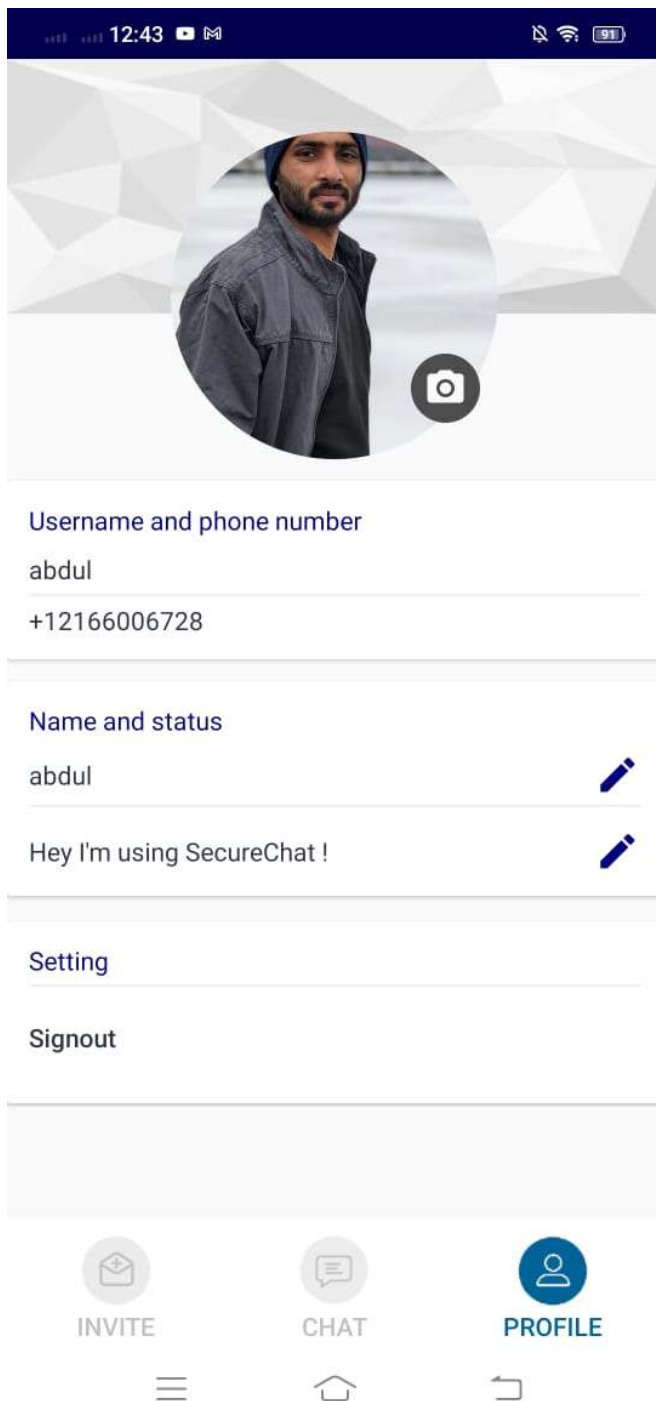 12:43
91
Username and phone number
abdul
+12166006728
Name and status
abdul
Hey I'm using SecureChat !
Setting
Signout
INVITE CHAT PROFILE